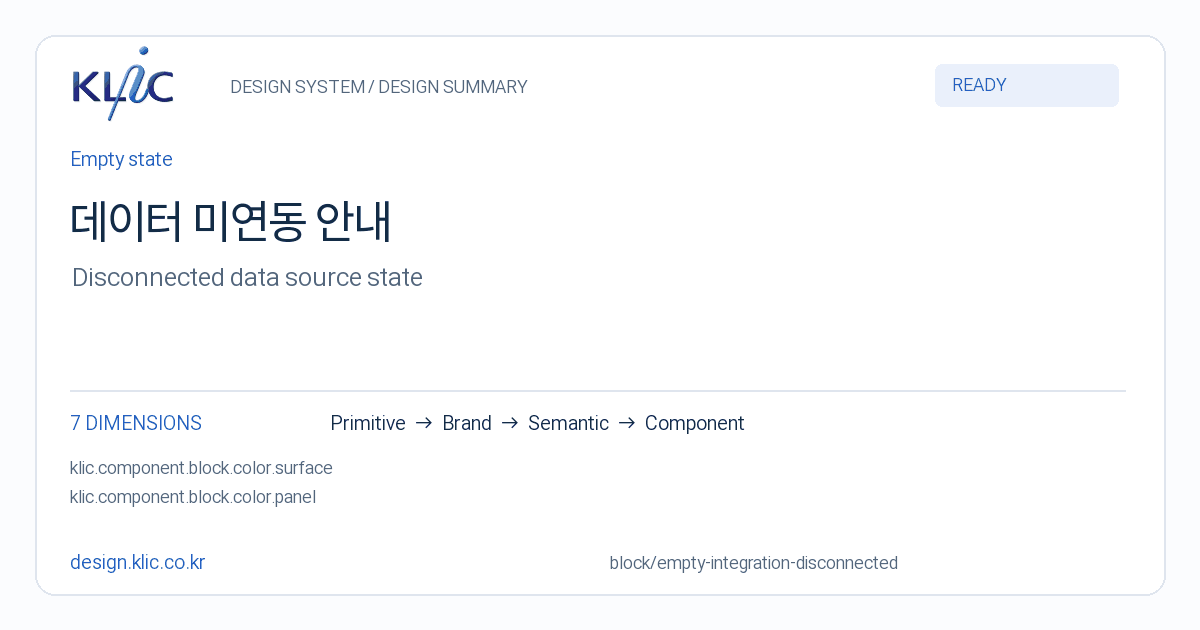 KLiC
DESIGN SYSTEM / DESIGN SUMMARY
READY
Empty state
데이터 미연동 안내
Disconnected data source state
7 DIMENSIONS
Primitive → Brand → Semantic → Component
klic.component.block.color.surface
klic.component.block.color.panel
design.klic.co.kr
block/empty-integration-disconnected